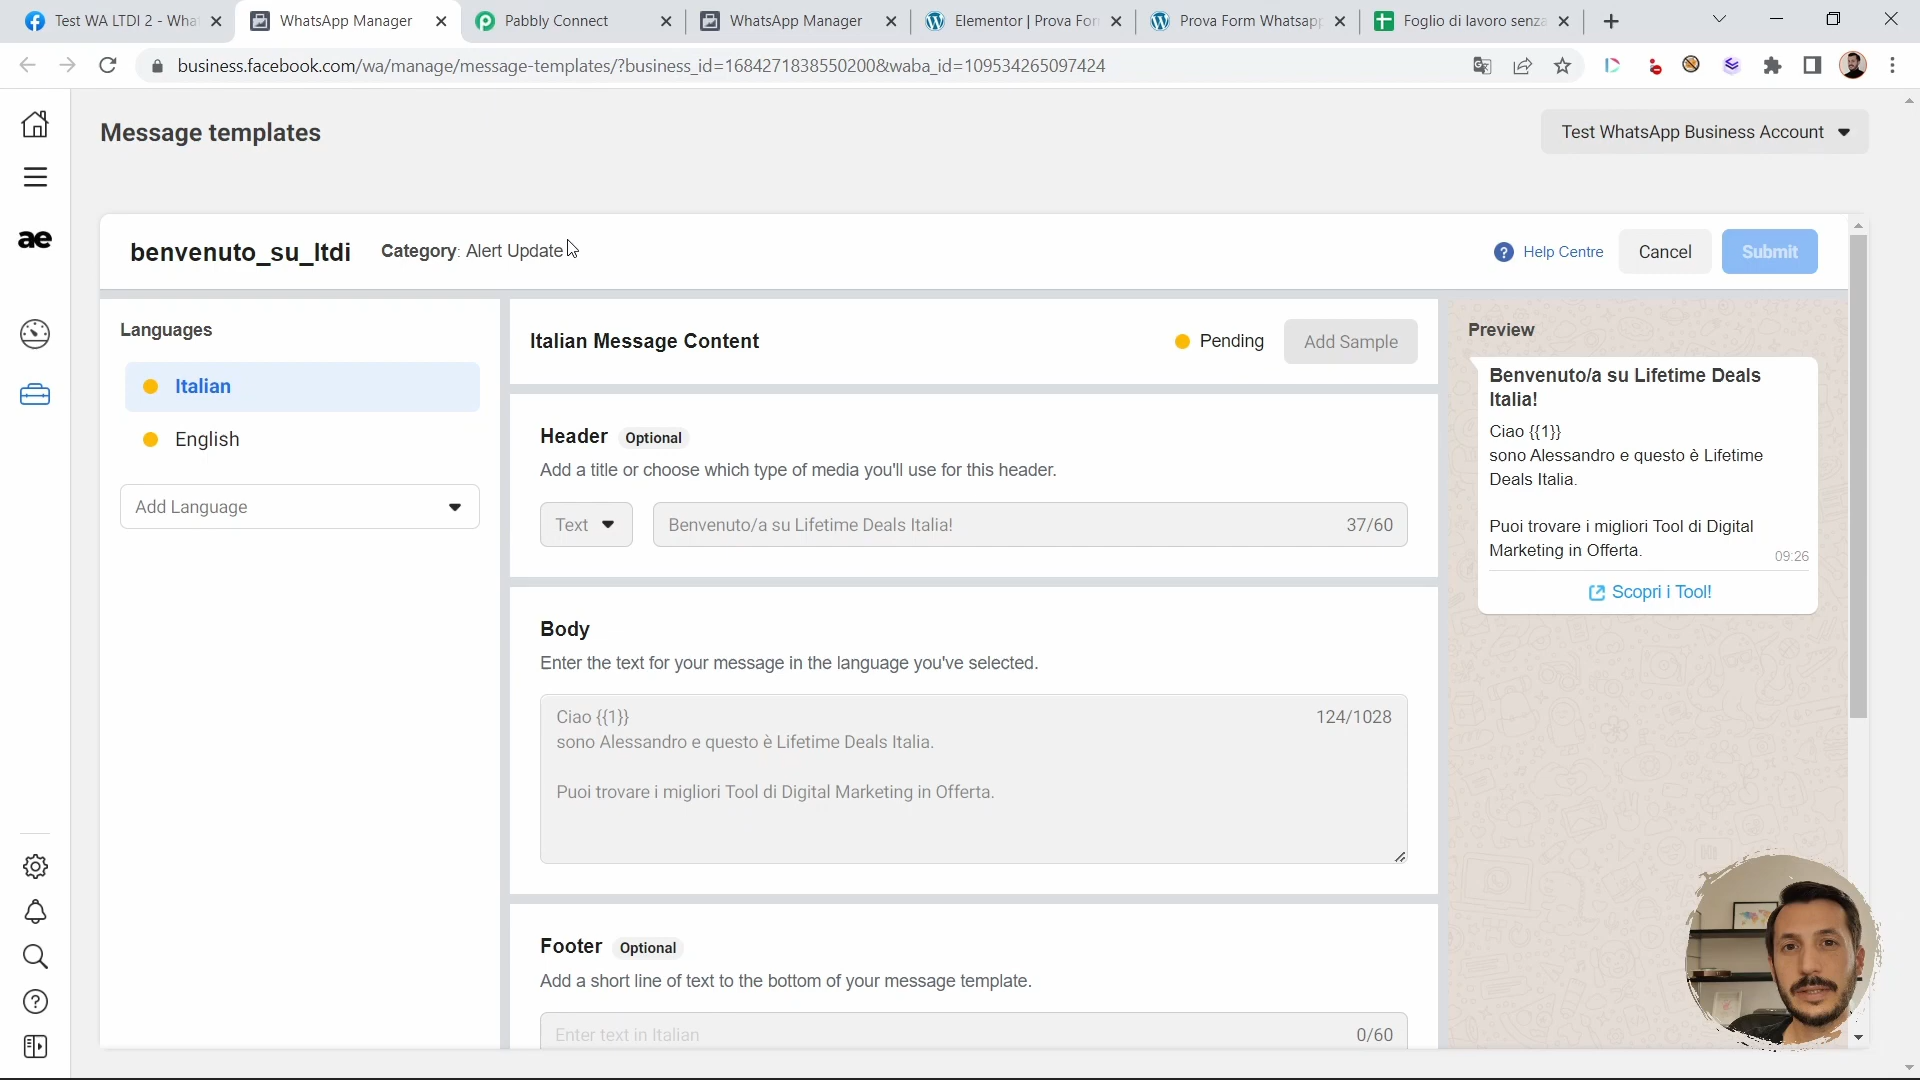 Test WA LTDI 2 - Wha
WhatsApp Manager
Pabbly Connect
WhatsApp Manager
Elementor | Prova For
Prova Form Whatsapp
Foglio di lavoro senza
business.facebook.com/wa/manage/message-templates/?business_id=1684271838550200&waba_id=109534265097424
Message templates
Test WhatsApp Business Account
ae
benvenuto_su_ltdi
Category: Alert Update
Help Centre
Cancel
Submit
Languages
Italian
English
Add Language
Italian Message Content
Pending
Add Sample
Header Optional
Add a title or choose which type of media you'll use for this header.
Text
Benvenuto/a su Lifetime Deals Italia!
37/60
Body
Enter the text for your message in the language you've selected.
Ciao {{1}}
124/1028
sono Alessandro e questo è Lifetime Deals Italia.
Puoi trovare i migliori Tool di Digital Marketing in Offerta.
Footer Optional
Add a short line of text to the bottom of your message template.
Enter text in Italian
0/60
Preview
Benvenuto/a su Lifetime Deals
Italia!
Ciao {{1}}
sono Alessandro e questo è Lifetime
Deals Italia.
Puoi trovare i migliori Tool di Digital
Marketing in Offerta.
09:26
Scopri i Tool!